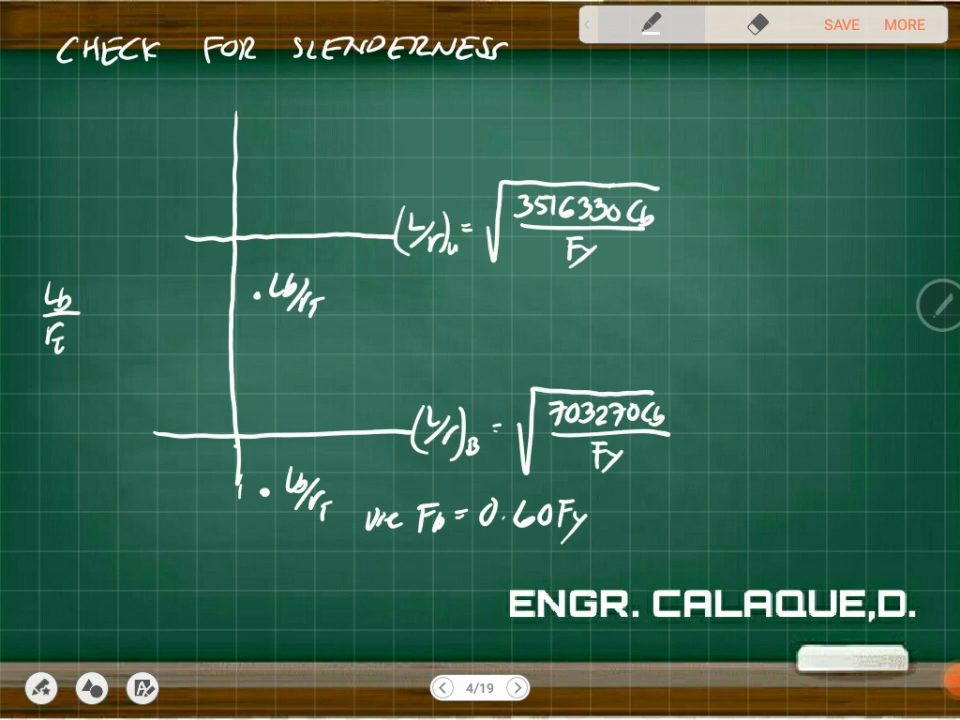 SAVE MORE
CHECK FOR SLENDERNESS
(L/r)u = √(3516330Cb / Fy)
. Lb/rT
Lb/rt
(L/r)B = √(703270Cb / Fy)
. Lb/rT
use Fb = 0.60Fy
ENGR. CALAQUE,D.
4/19